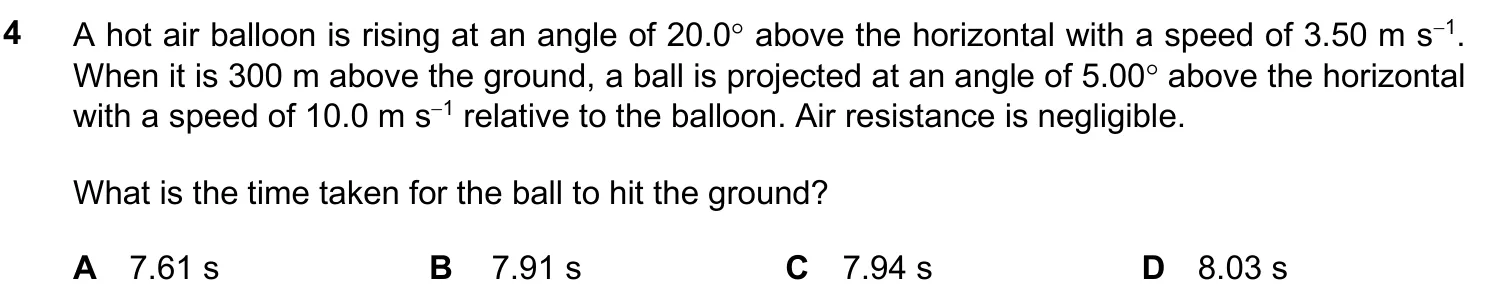 4 A hot air balloon is rising at an angle of 20.0° above the horizontal with a speed of 3.50 m s⁻¹.
When it is 300 m above the ground, a ball is projected at an angle of 5.00° above the horizontal
with a speed of 10.0 m s⁻¹ relative to the balloon. Air resistance is negligible.
What is the time taken for the ball to hit the ground?
A 7.61 s B 7.91 s C 7.94 s D 8.03 s